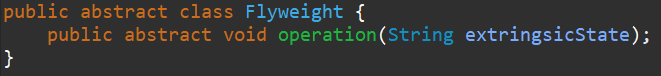 public abstract class Flyweight {
    public abstract void operation(String extringsicState);
}